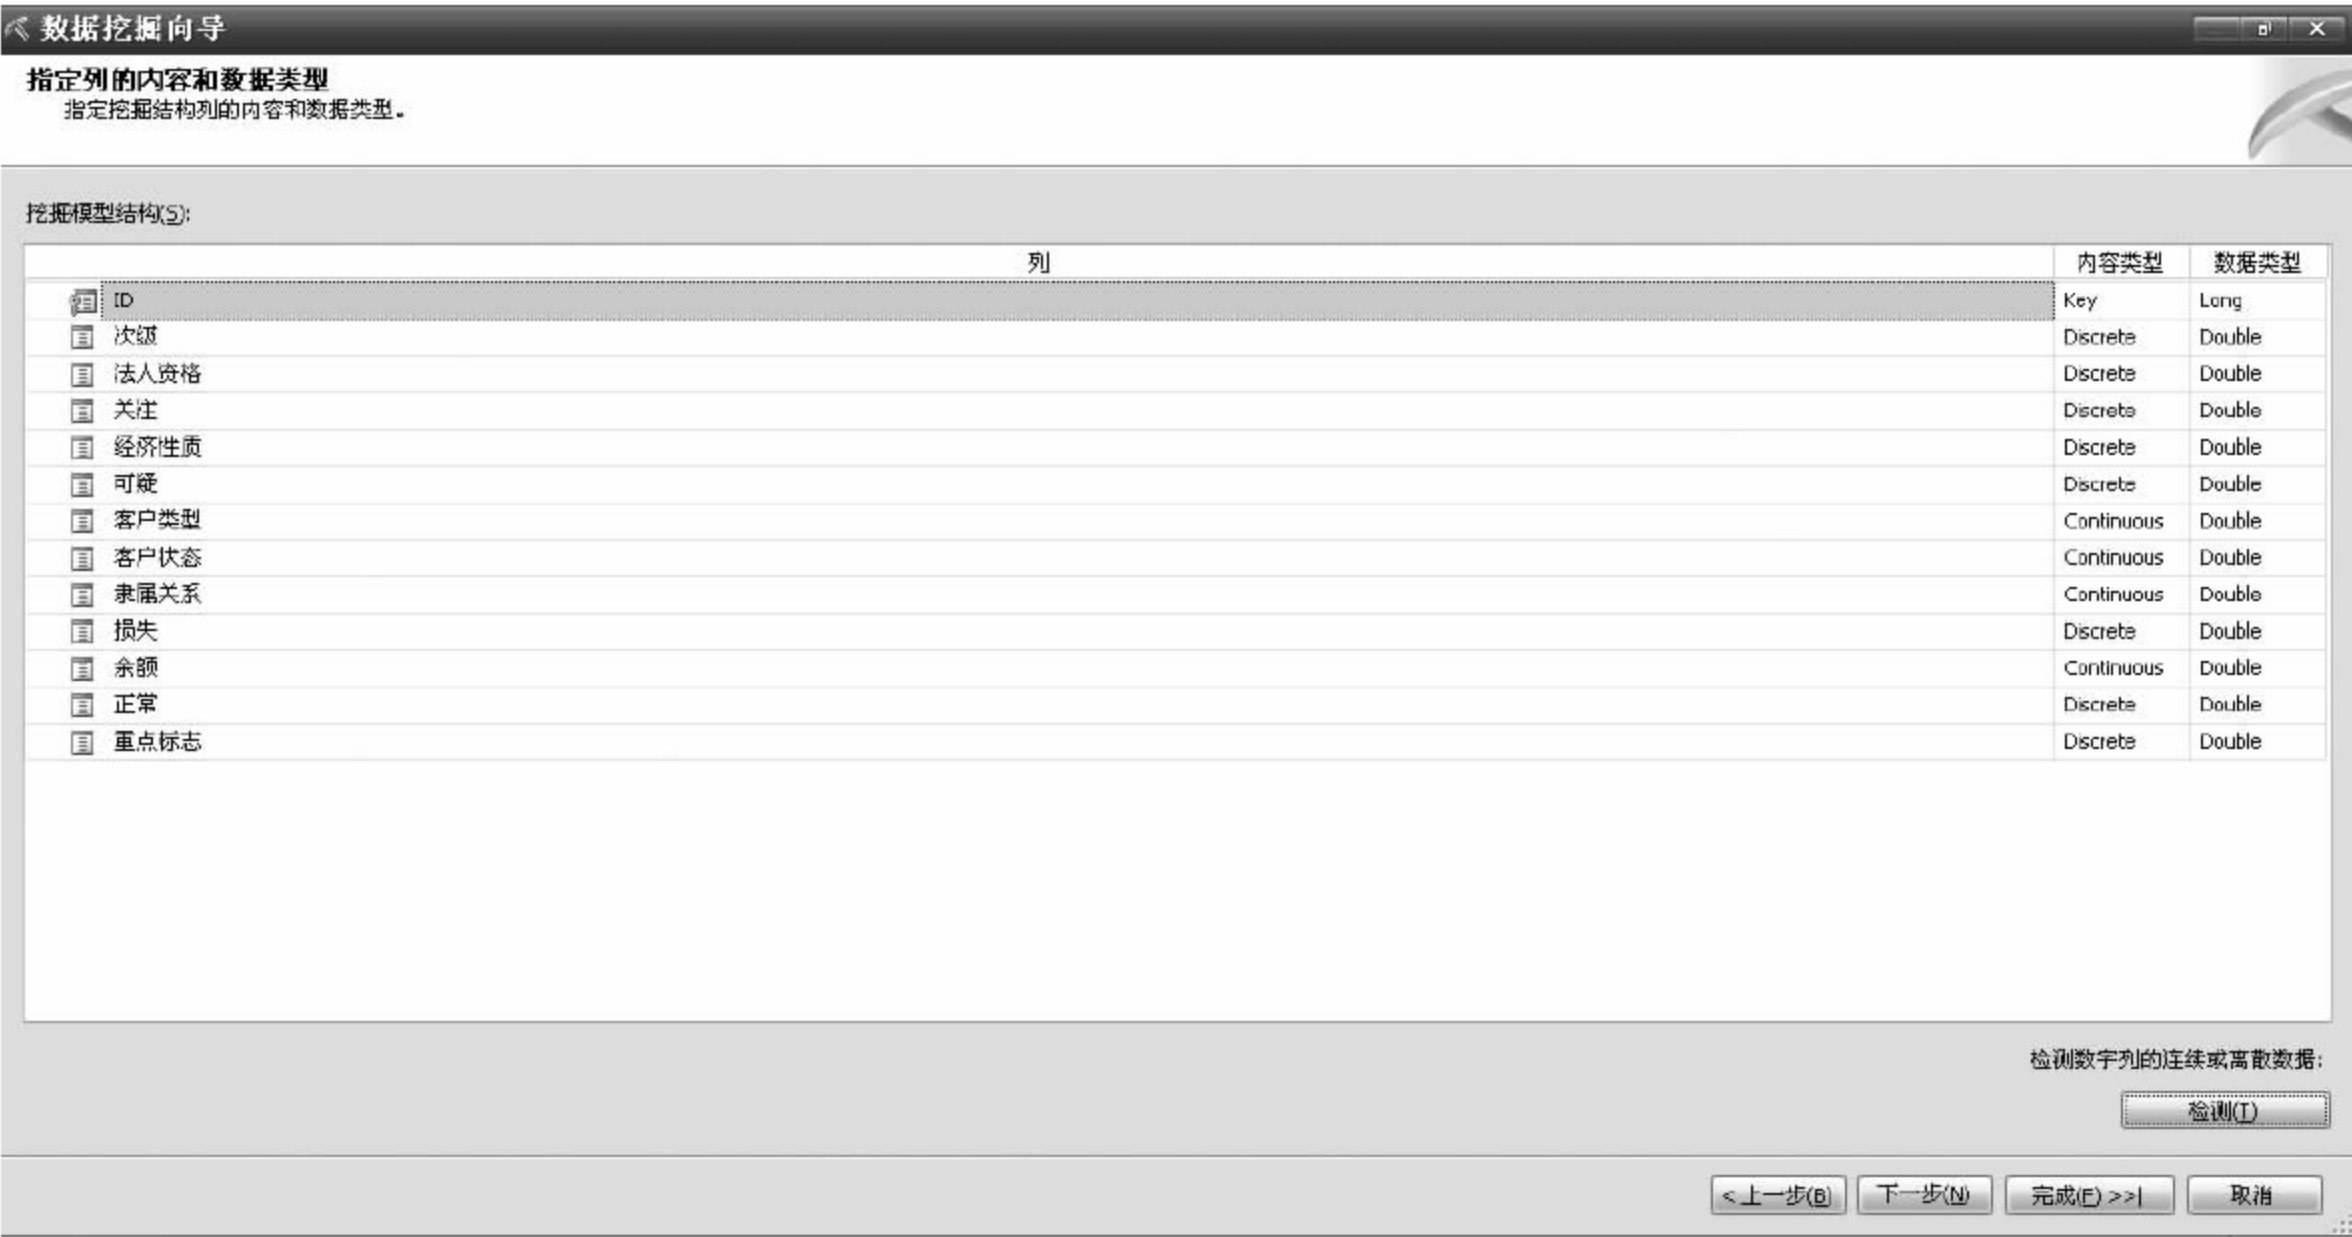 数据挖掘向导
指定列的内容和数据类型
指定挖掘结构列的内容和数据类型。
挖掘模型结构(S):
列 内容类型 数据类型
ID Key Long
次级 Discrete Double
法人资格 Discrete Double
关注 Discrete Double
经济性质 Discrete Double
可疑 Discrete Double
客户类型 Continuous Double
客户状态 Continuous Double
隶属关系 Continuous Double
损失 Discrete Double
余额 Continuous Double
正常 Discrete Double
重点标志 Discrete Double
检测数字列的连续或离散数据:
检测(T)
<上一步(B) 下一步(N) 完成(F) >>| 取消